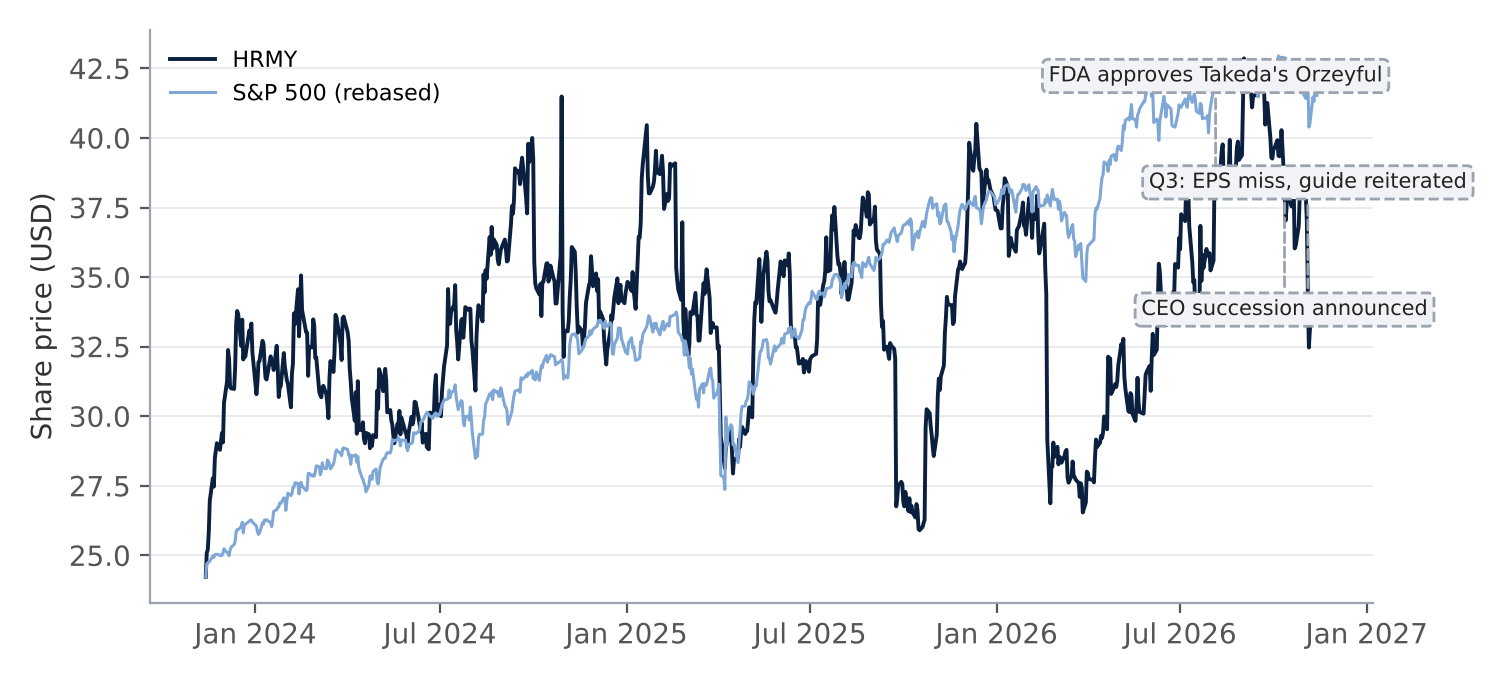 HRMY
S&P 500 (rebased)
FDA approves Takeda's Orzeyful
Q3: EPS miss, guide reiterated
CEO succession announced
Share price (USD)
42.5
40.0
37.5
35.0
32.5
30.0
27.5
25.0
Jan 2024
Jul 2024
Jan 2025
Jul 2025
Jan 2026
Jul 2026
Jan 2027